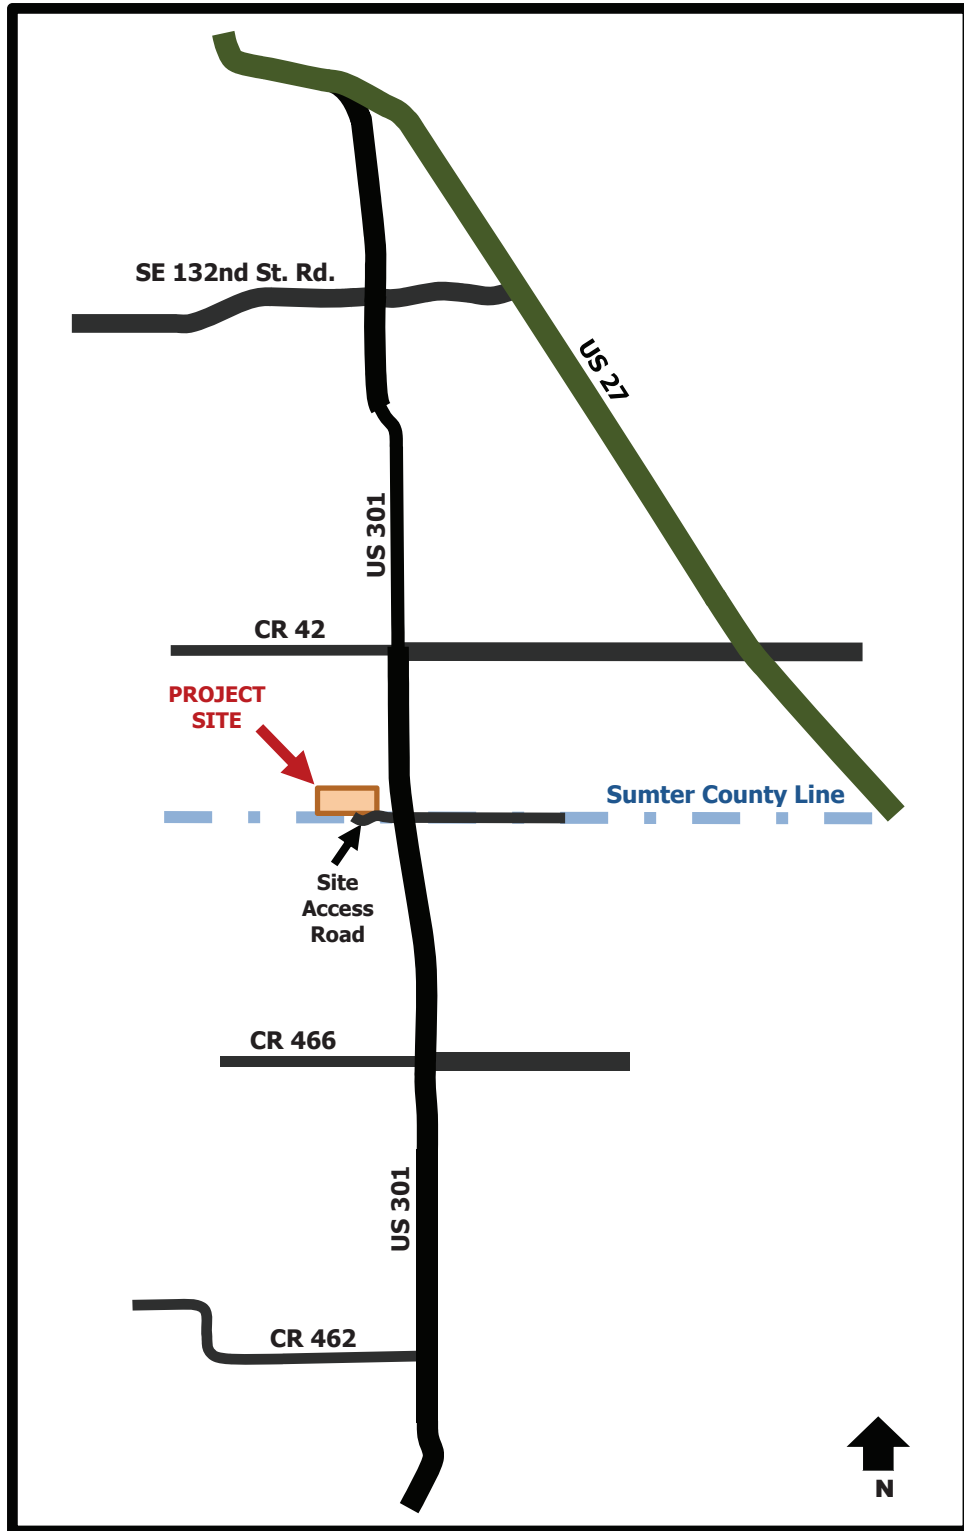 SE 132nd St. Rd.
US 27
US 301
CR 42
PROJECT
SITE
Sumter County Line
Site
Access
Road
CR 466
US 301
CR 462
N